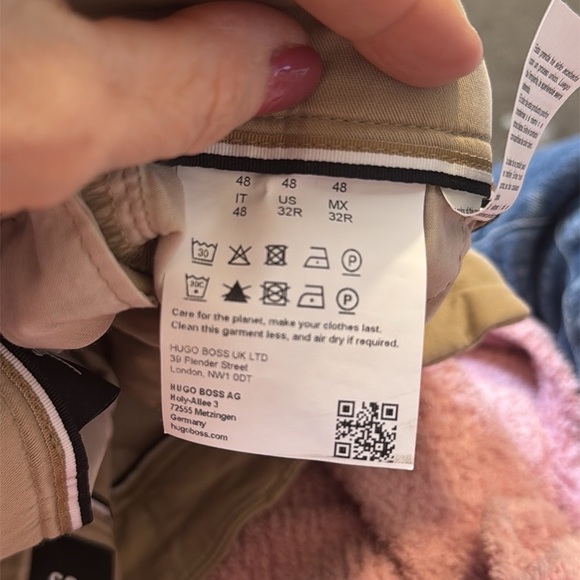 48 48 48
IT US MX
48 32R 32R
30 P
30C P
Care for the planet, make your clothes last.
Clean this garment less, and air dry if required.
HUGO BOSS UK LTD
39 Plender Street
London, NW1 0DT
HUGO BOSS AG
Holy-Allee 3
72555 Metzingen
Germany
hugoboss.com